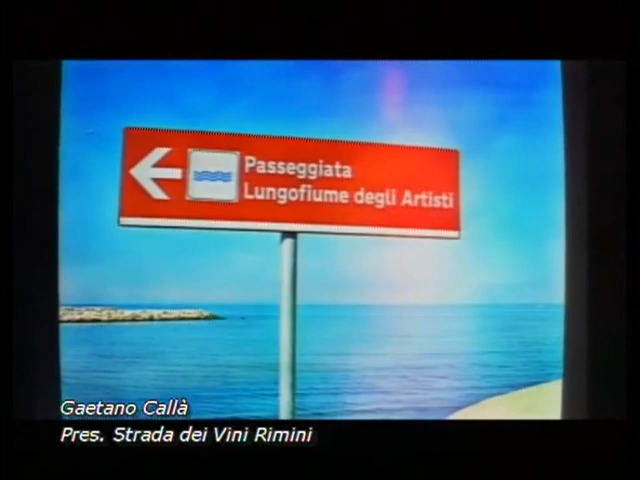 Passeggiata
Lungofiume degli Artisti
Gaetano Callà
Pres. Strada dei Vini Rimini